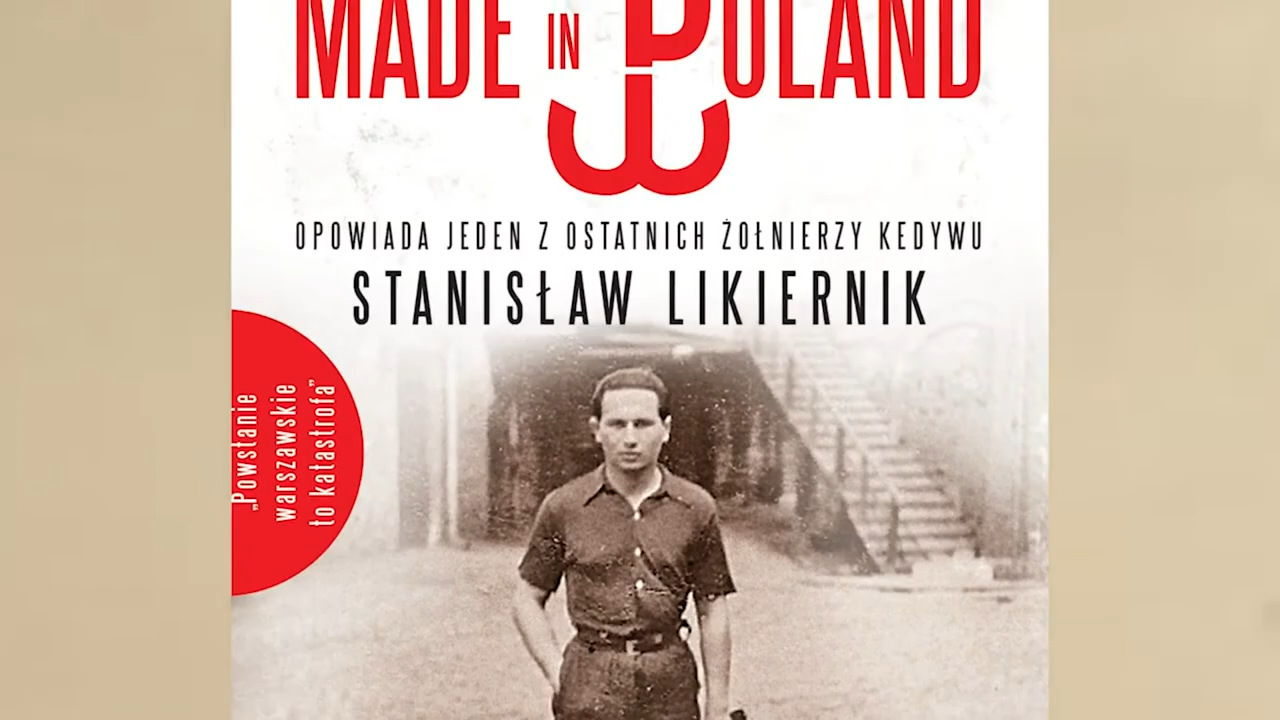 MADE IN POLAND
OPOWIADA JEDEN Z OSTATNICH ŻOŁNIERZY KEDYWU
STANISŁAW LIKIERNIK
„Powstanie
warszawskie
to katastrofa”